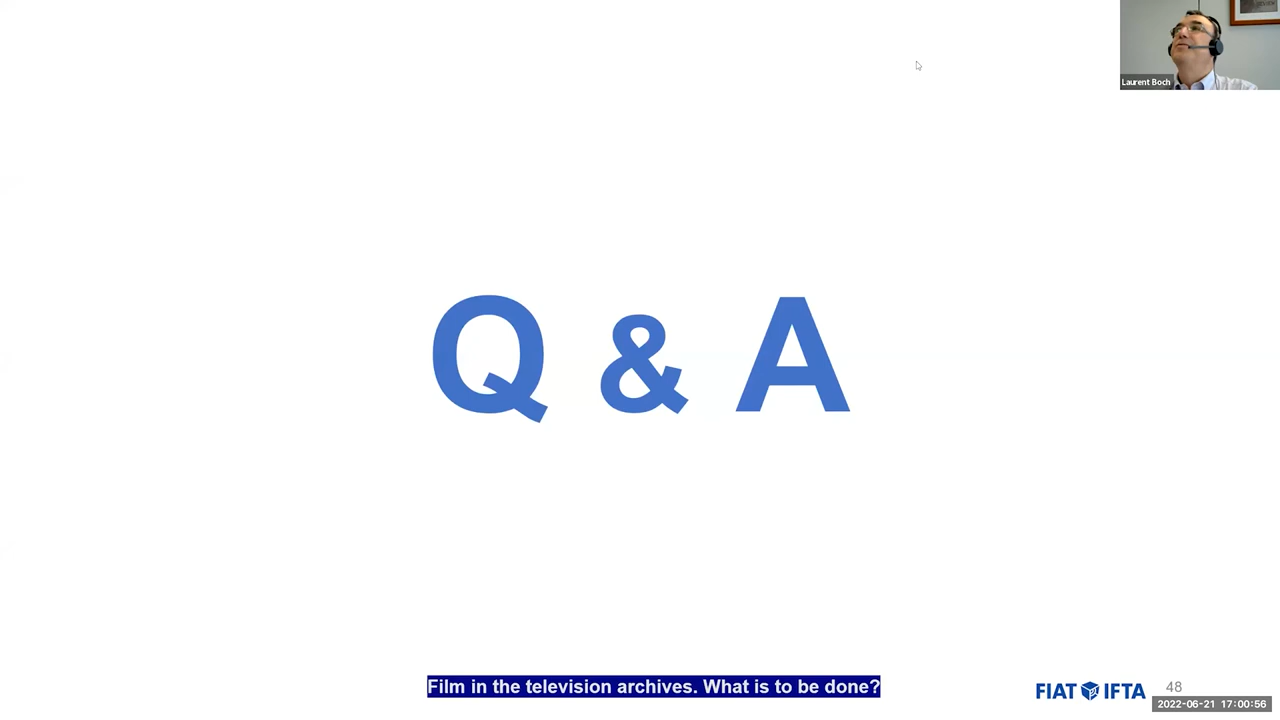 Laurent Boch
Q & A
Film in the television archives. What is to be done?
FIAT IFTA
48
2022-06-21 17:00:56